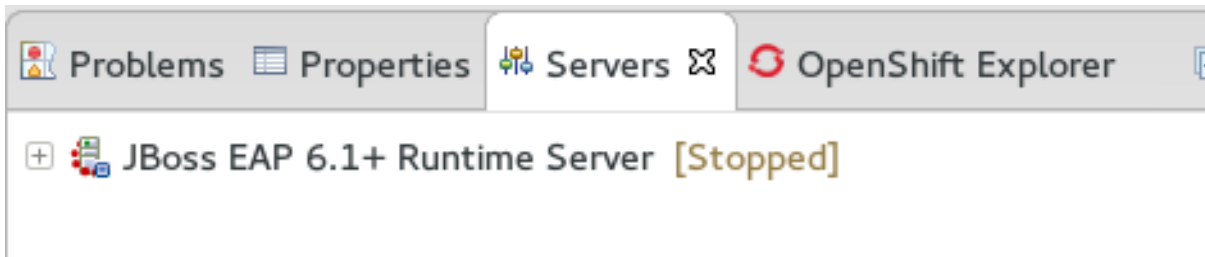 Problems Properties Servers OpenShift Explorer
JBoss EAP 6.1+ Runtime Server [Stopped]